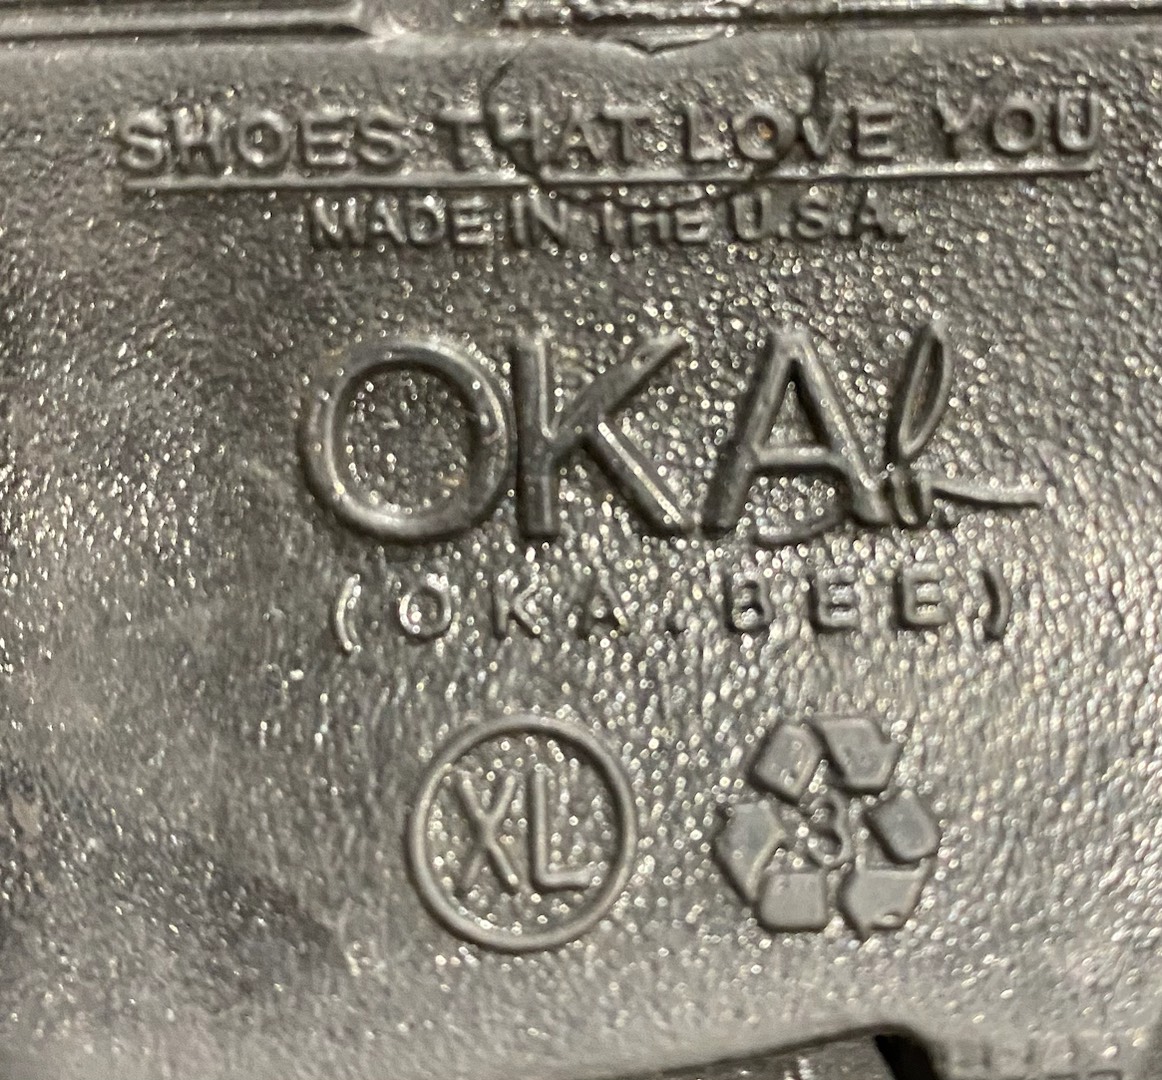 SHOES THAT LOVE YOU
MADE IN THE U.S.A.
OKAb
(OKA.BEE)
XL
3